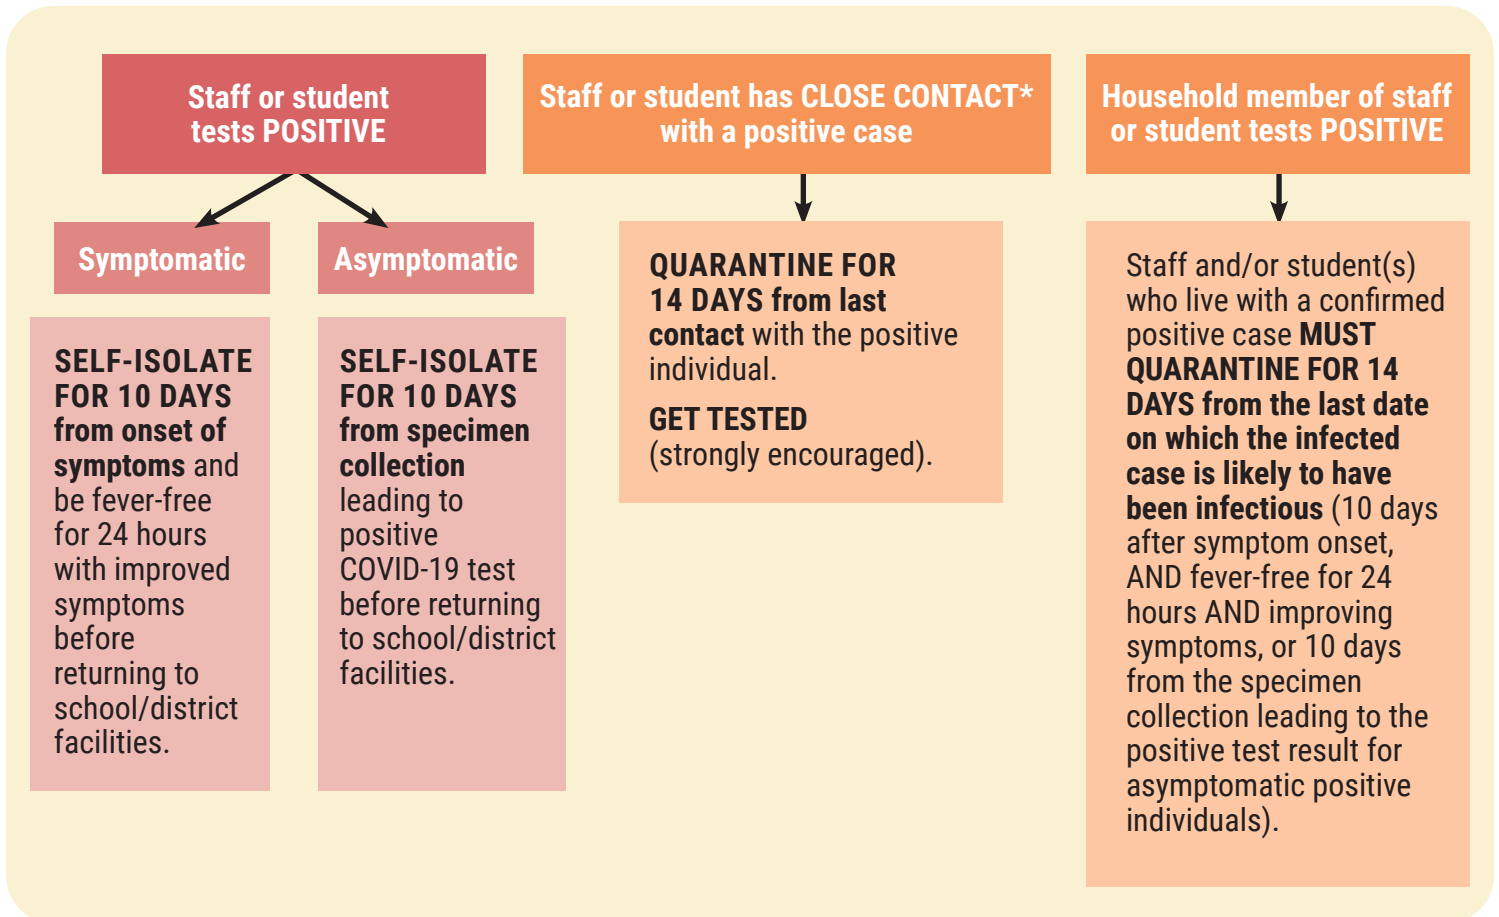 Staff or student
tests POSITIVE
Symptomatic
SELF-ISOLATE
FOR 10 DAYS
from onset of
symptoms and
be fever-free
for 24 hours
with improved
symptoms
before
returning to
school/district
facilities.
Asymptomatic
SELF-ISOLATE
FOR 10 DAYS
from specimen
collection
leading to
positive
COVID-19 test
before returning
to school/district
facilities.
Staff or student has CLOSE CONTACT*
with a positive case
QUARANTINE FOR
14 DAYS from last
contact with the positive
individual.
GET TESTED
(strongly encouraged).
Household member of staff
or student tests POSITIVE
Staff and/or student(s)
who live with a confirmed
positive case MUST
QUARANTINE FOR 14
DAYS from the last date
on which the infected
case is likely to have
been infectious (10 days
after symptom onset,
AND fever-free for 24
hours AND improving
symptoms, or 10 days
from the specimen
collection leading to the
positive test result for
asymptomatic positive
individuals).